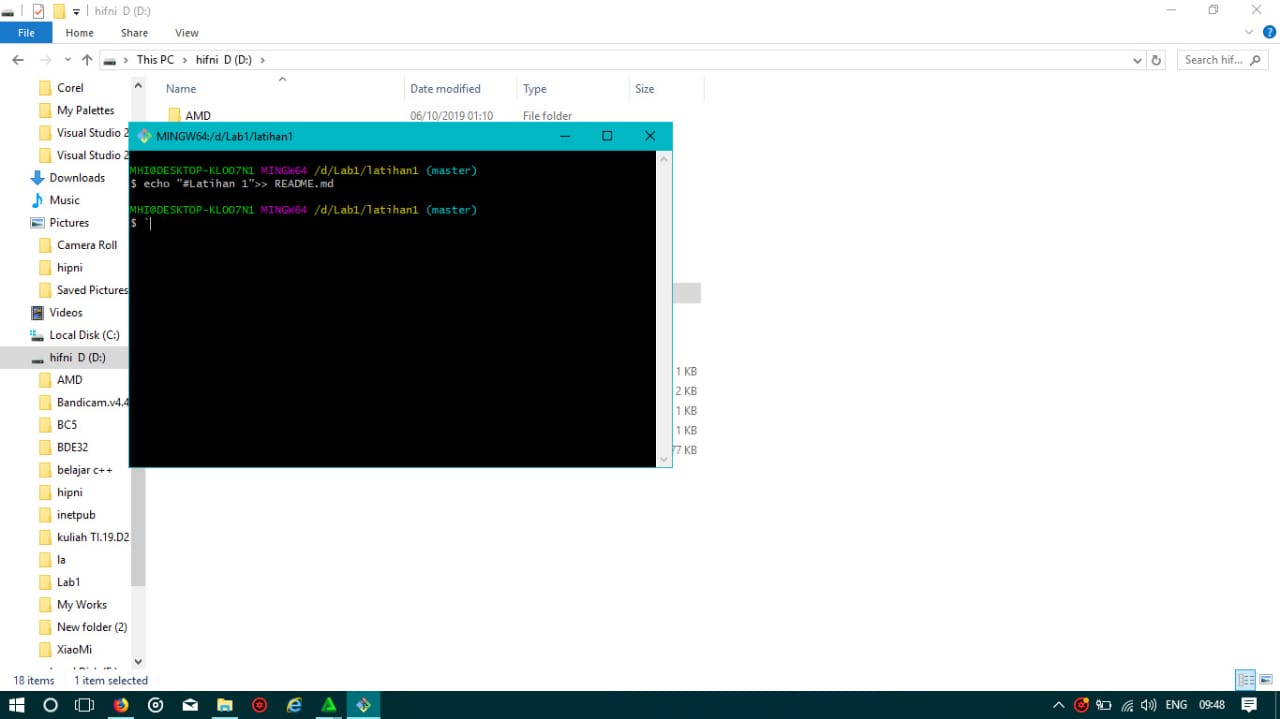 hifni D (D:)
File Home Share View
This PC hifni D (D:) Search hif...
Name Date modified Type Size
AMD 06/10/2019 01:10 File folder
Corel
My Palettes
Visual Studio 2
Visual Studio 2
Downloads
Music
Pictures
Camera Roll
hipni
Saved Pictures
Videos
Local Disk (C:)
hifni D (D:)
AMD
Bandicam.v4.4
BC5
BDE32
belajar c++
hipni
inetpub
kuliah TI.19.D2
la
Lab1
My Works
New folder (2)
XiaoMi
MINGW64:/d/Lab1/latihan1
MHI@DESKTOP-KLOO7N1 MINGW64 /d/Lab1/latihan1 (master)
$ echo "#Latihan 1">> README.md
MHI@DESKTOP-KLOO7N1 MINGW64 /d/Lab1/latihan1 (master)
$ `
1 KB
2 KB
1 KB
1 KB
77 KB
18 items 1 item selected
ENG 09:48